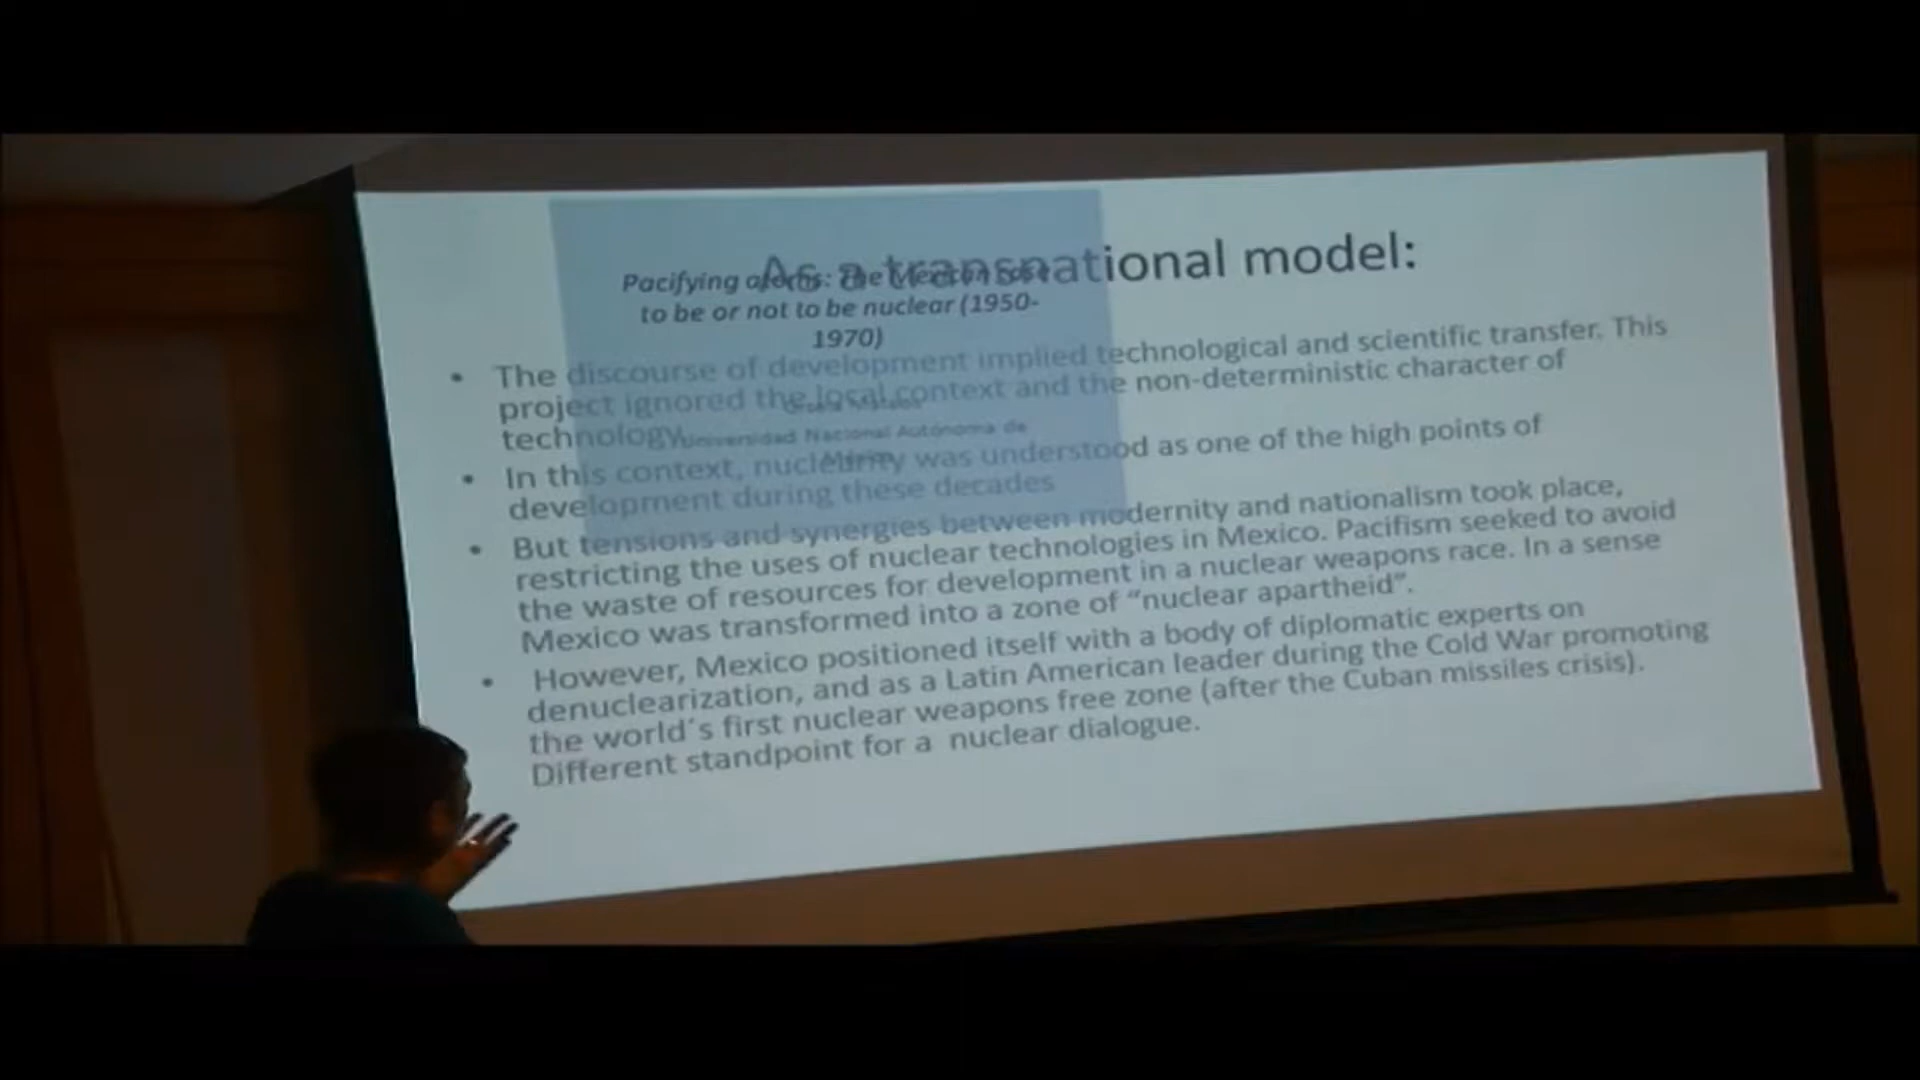 As a transnational model:
Pacifying atoms: The Mexican case
to be or not to be nuclear (1950-
1970)
Universidad Nacional Autónoma de
México
• The discourse of development implied technological and scientific transfer. This
project ignored the local context and the non-deterministic character of
technology.
• In this context, nuclearity was understood as one of the high points of
development during these decades
• But tensions and synergies between modernity and nationalism took place,
restricting the uses of nuclear technologies in Mexico. Pacifism seeked to avoid
the waste of resources for development in a nuclear weapons race. In a sense
Mexico was transformed into a zone of “nuclear apartheid”.
• However, Mexico positioned itself with a body of diplomatic experts on
denuclearization, and as a Latin American leader during the Cold War promoting
the world´s first nuclear weapons free zone (after the Cuban missiles crisis).
Different standpoint for a nuclear dialogue.